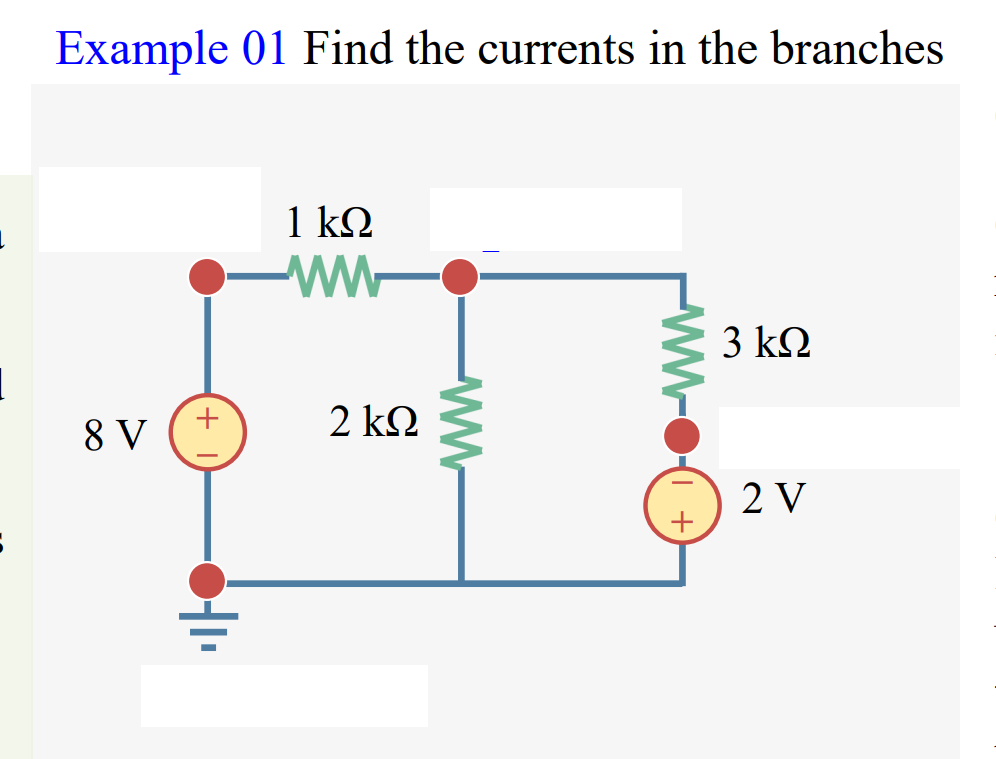 Example 01 Find the currents in the branches
1 kΩ
3 kΩ
8 V
+
−
2 kΩ
−
+
2 V